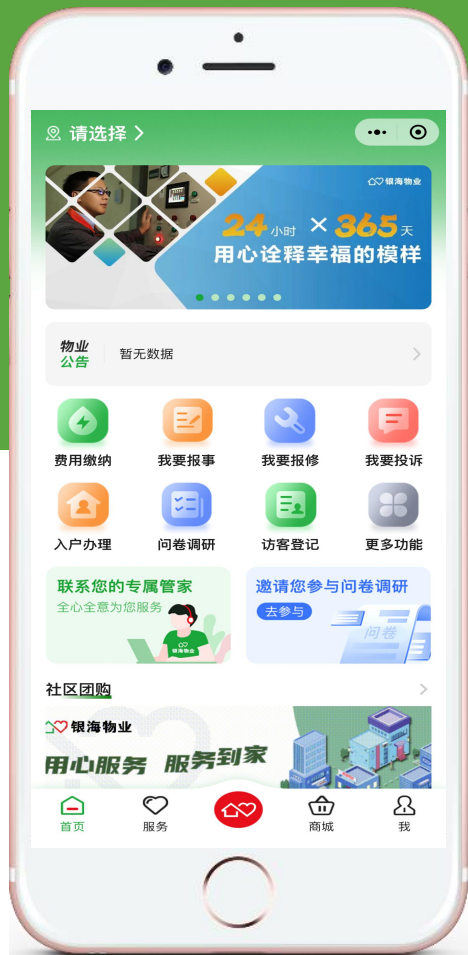 请选择
银海物业
24小时 × 365天
用心诠释幸福的模样
物业
公告
暂无数据
费用缴纳
我要报事
我要报修
我要投诉
入户办理
问卷调研
访客登记
更多功能
联系您的专属管家
全心全意为您服务
银海物业
邀请您参与问卷调研
去参与
问卷
社区团购
银海物业
用心服务 服务到家
首页
服务
商城
我